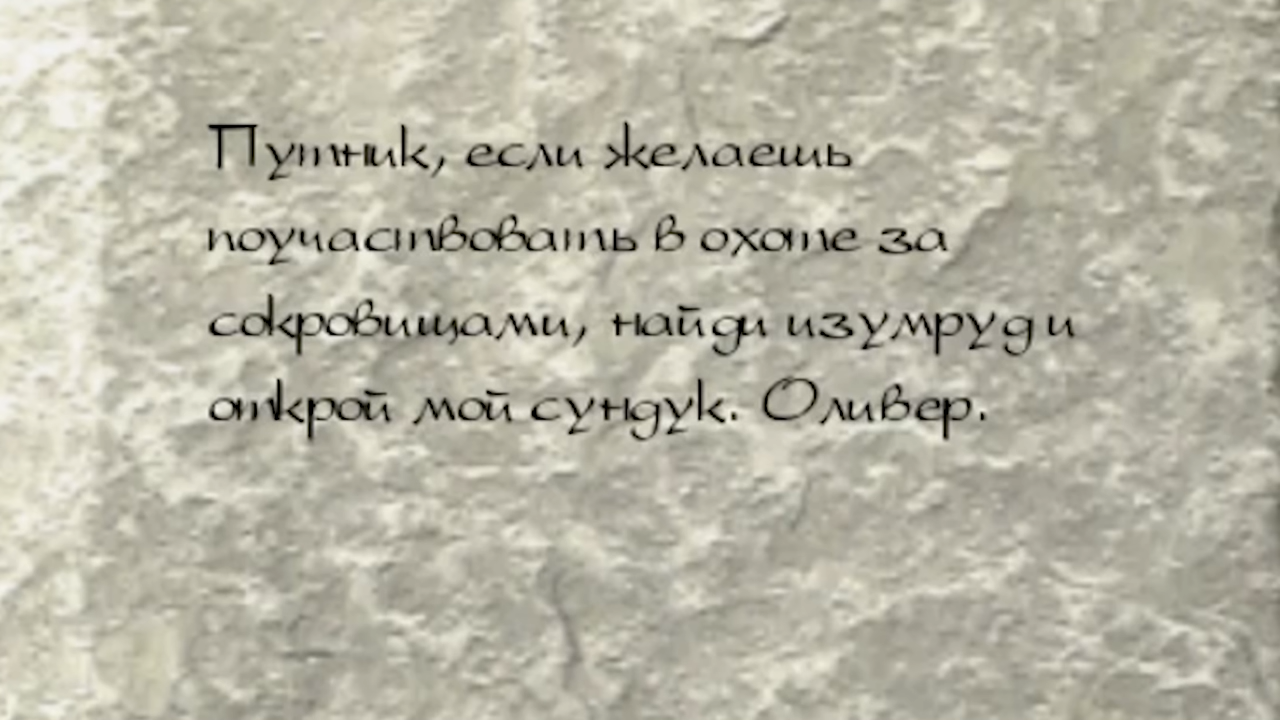 Путник, если желаешь
поучаствовать в охоте за
сокровищами, найди изумруд и
открой мой сундук. Оливер.